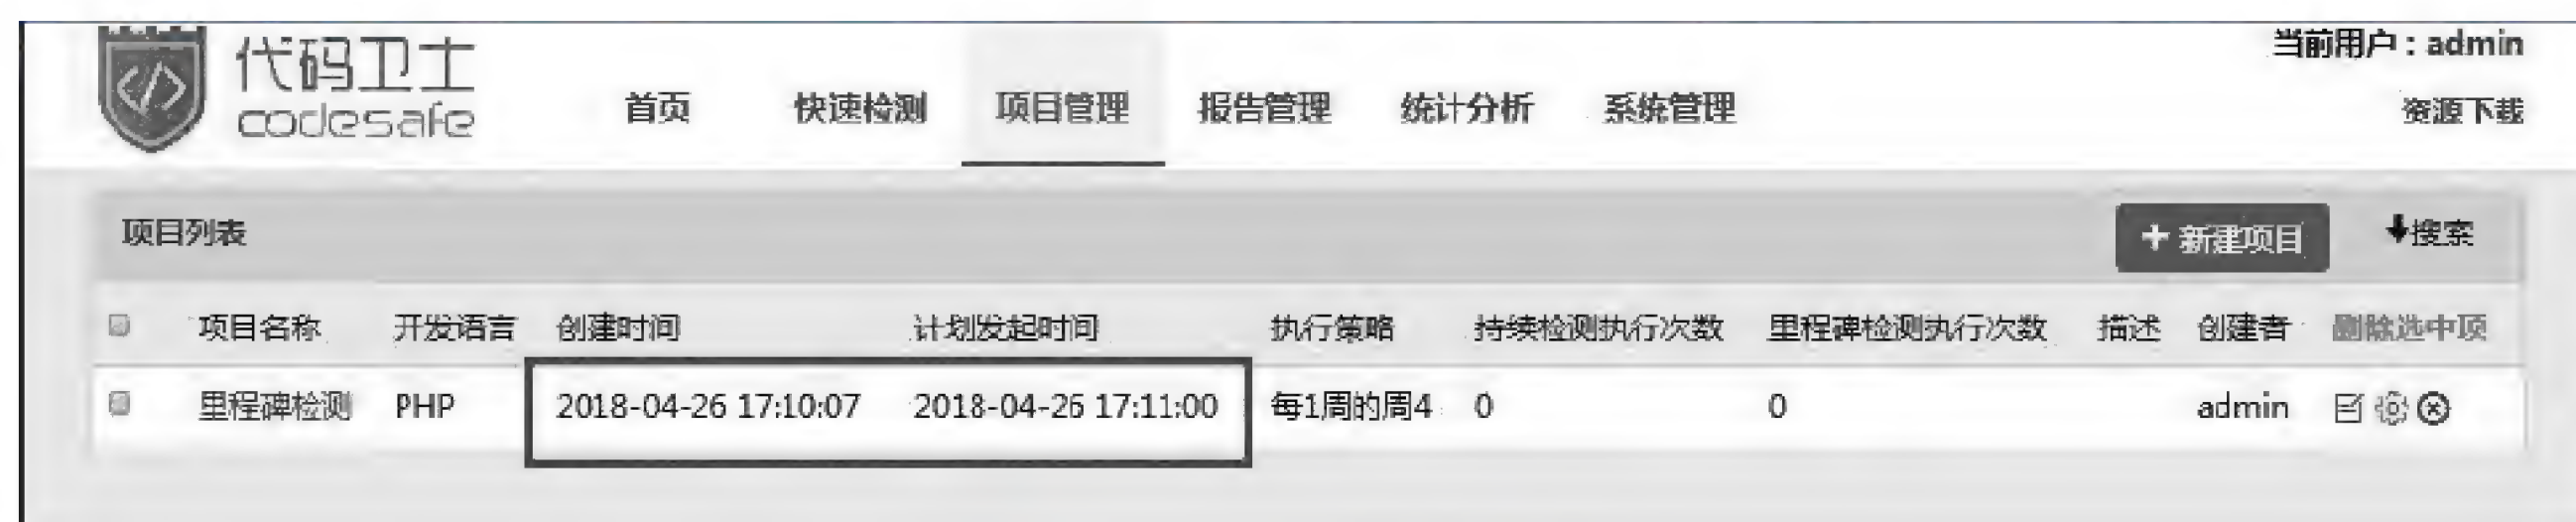 代码卫士
codesafe
当前用户：admin
首页 快速检测 项目管理 报告管理 统计分析 系统管理 资源下载
项目列表 + 新建项目 搜索
项目名称 开发语言 创建时间 计划发起时间 执行策略 持续检测执行次数 里程碑检测执行次数 描述 创建者 删除选中项
里程碑检测 PHP 2018-04-26 17:10:07 2018-04-26 17:11:00 每1周的周4 0 0 admin